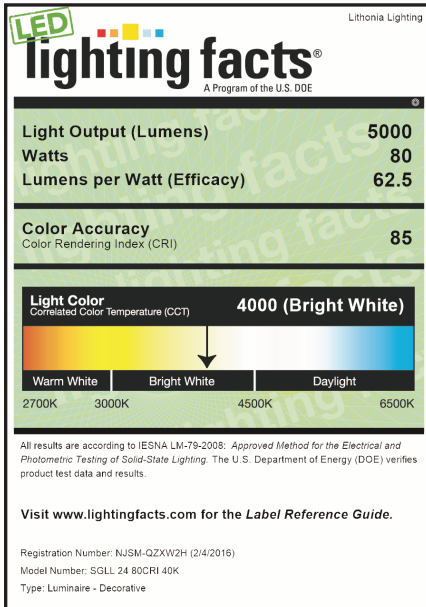 Lithonia Lighting
LED
lighting facts®
A Program of the U.S. DOE
Light Output (Lumens) 5000
Watts 80
Lumens per Watt (Efficacy) 62.5
Color Accuracy
Color Rendering Index (CRI) 85
Light Color
Correlated Color Temperature (CCT) 4000 (Bright White)
Warm White Bright White Daylight
2700K 3000K 4500K 6500K
All results are according to IESNA LM-79-2008: Approved Method for the Electrical and
Photometric Testing of Solid-State Lighting. The U.S. Department of Energy (DOE) verifies
product test data and results.
Visit www.lightingfacts.com for the Label Reference Guide.
Registration Number: NJSM-QZXW2H (2/4/2016)
Model Number: SGLL 24 80CRI 40K
Type: Luminaire - Decorative